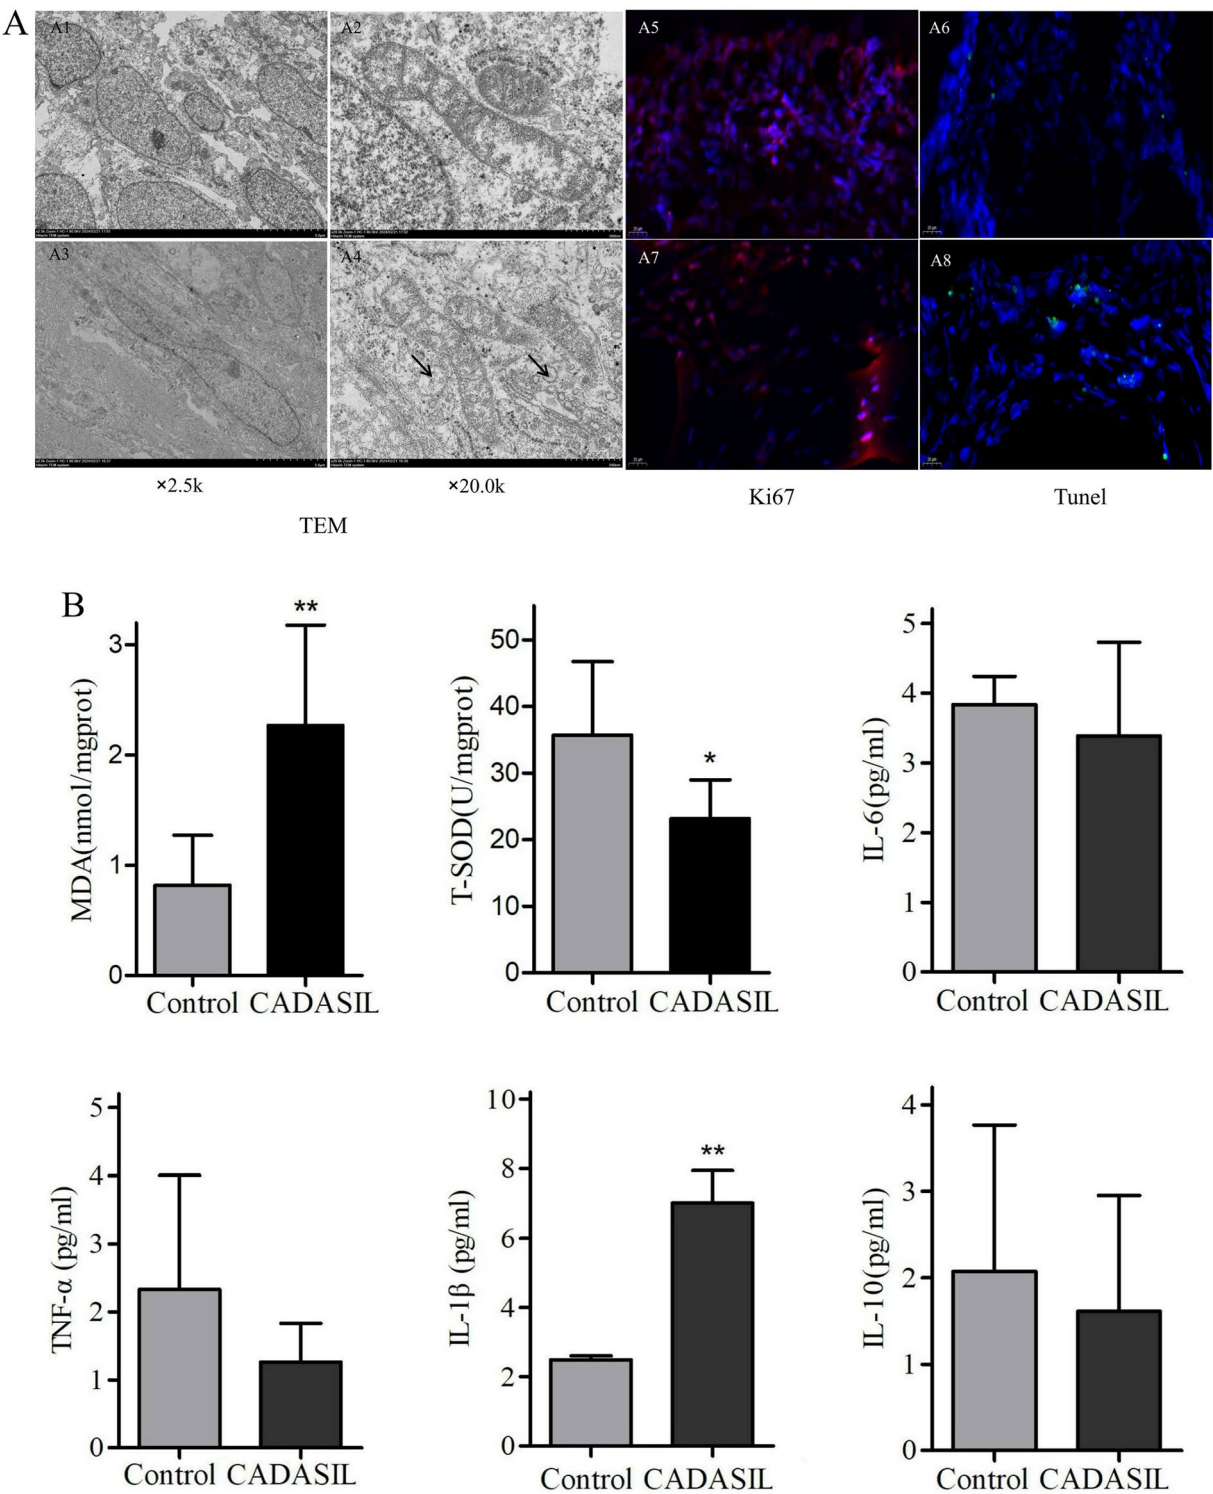 A
A1
A2
A5
A6
A3
A4
A7
A8
×2.5k
×20.0k
Ki67
Tunel
TEM
B
MDA(nmol/mgprot)
3
2
1
0
**
Control CADASIL
T-SOD(U/mgprot)
50
40
30
20
10
0
*
Control CADASIL
IL-6(pg/ml)
5
4
3
2
1
0
Control CADASIL
TNF-α (pg/ml)
5
4
3
2
1
0
Control CADASIL
IL-1β (pg/ml)
10
8
6
4
2
0
**
Control CADASIL
IL-10(pg/ml)
4
3
2
1
0
Control CADASIL